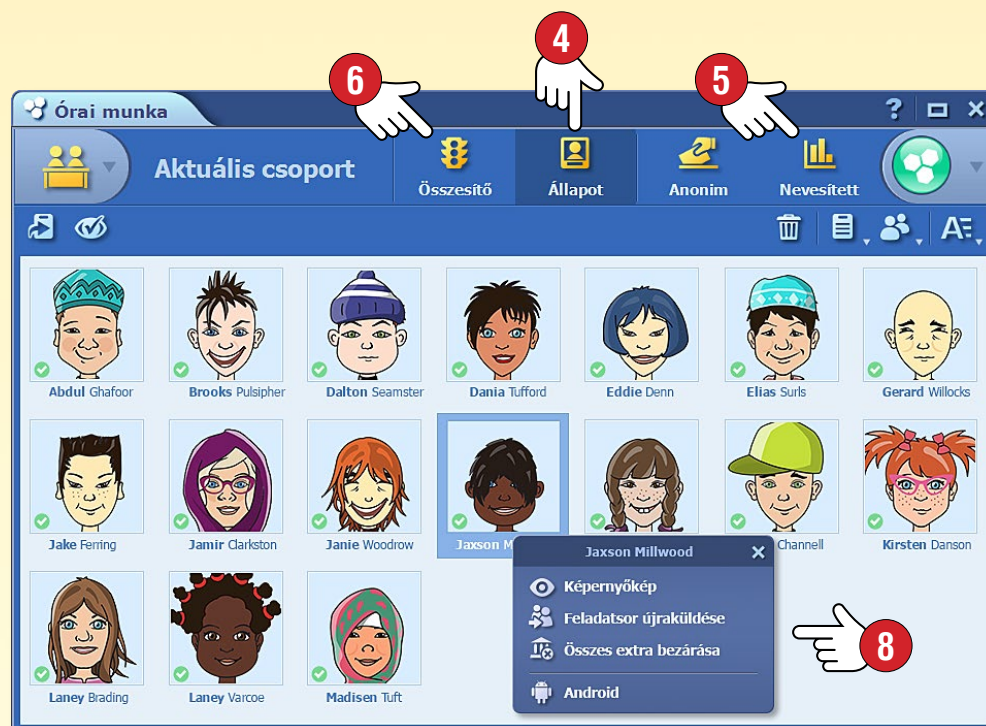 4
6
5
Órai munka
?
Aktuális csoport
Összesítő
Állapot
Anonim
Nevesített
Abdul Ghafoor
Brooks Pulsipher
Dalton Seamster
Dania Tufford
Eddie Denn
Elias Surls
Gerard Willocks
Jake Ferring
Jamir Clarkston
Janie Woodrow
Jaxson M
Channell
Kirsten Danson
Jaxson Millwood
Képernyőkép
Feladatsor újraküldése
Összes extra bezárása
Android
8
Laney Brading
Laney Varcoe
Madisen Tuft